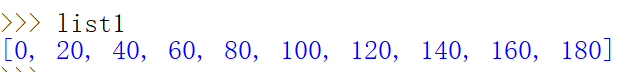 >>> list1
[0, 20, 40, 60, 80, 100, 120, 140, 160, 180]
>>>